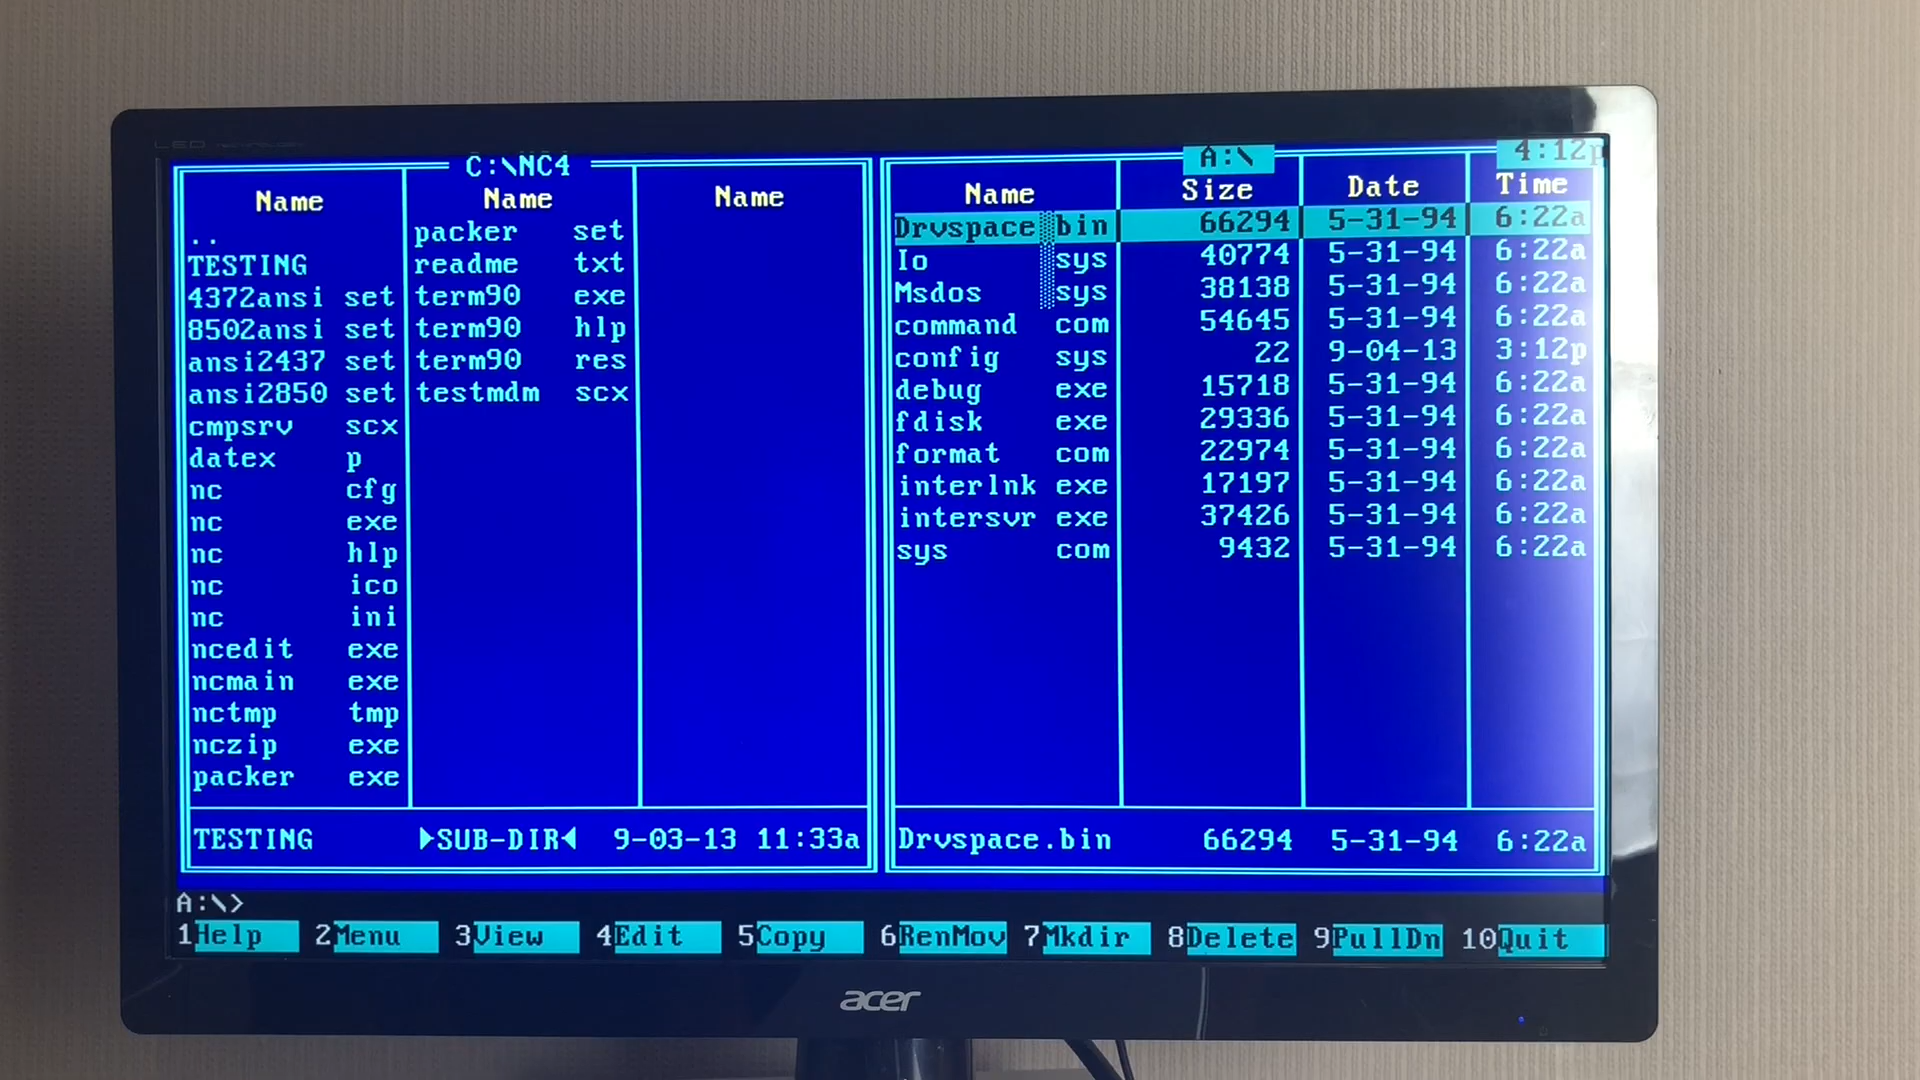 LED
C:\NC4
Name Name Name
..
TESTING
4372ansi set
8502ansi set
ansi2437 set
ansi2850 set
cmpsrv scx
datex p
nc cfg
nc exe
nc hlp
nc ico
nc ini
ncedit exe
ncmain exe
nctmp tmp
nczip exe
packer exe
packer set
readme txt
term90 exe
term90 hlp
term90 res
testmdm scx
TESTING ►SUB-DIR◄ 9-03-13 11:33a
A:\ 4:12p
Name Size Date Time
Drvspace░bin 66294 5-31-94 6:22a
Io ░sys 40774 5-31-94 6:22a
Msdos ░sys 38138 5-31-94 6:22a
command com 54645 5-31-94 6:22a
config sys 22 9-04-13 3:12p
debug exe 15718 5-31-94 6:22a
fdisk exe 29336 5-31-94 6:22a
format com 22974 5-31-94 6:22a
interlnk exe 17197 5-31-94 6:22a
intersvr exe 37426 5-31-94 6:22a
sys com 9432 5-31-94 6:22a
Drvspace.bin 66294 5-31-94 6:22a
A:\>
1Help 2Menu 3View 4Edit 5Copy 6RenMov 7Mkdir 8Delete 9PullDn 10Quit
acer